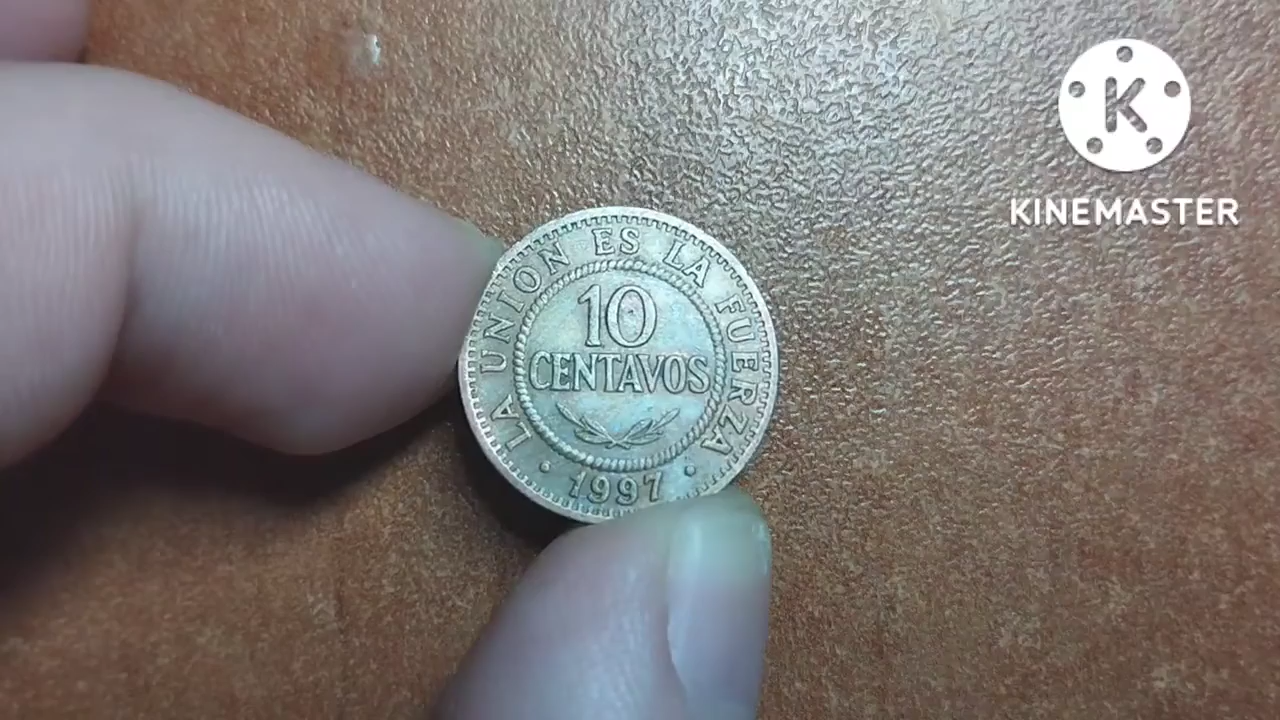 K
KINEMASTER
LA UNION ES LA FUERZA
10
CENTAVOS
1997